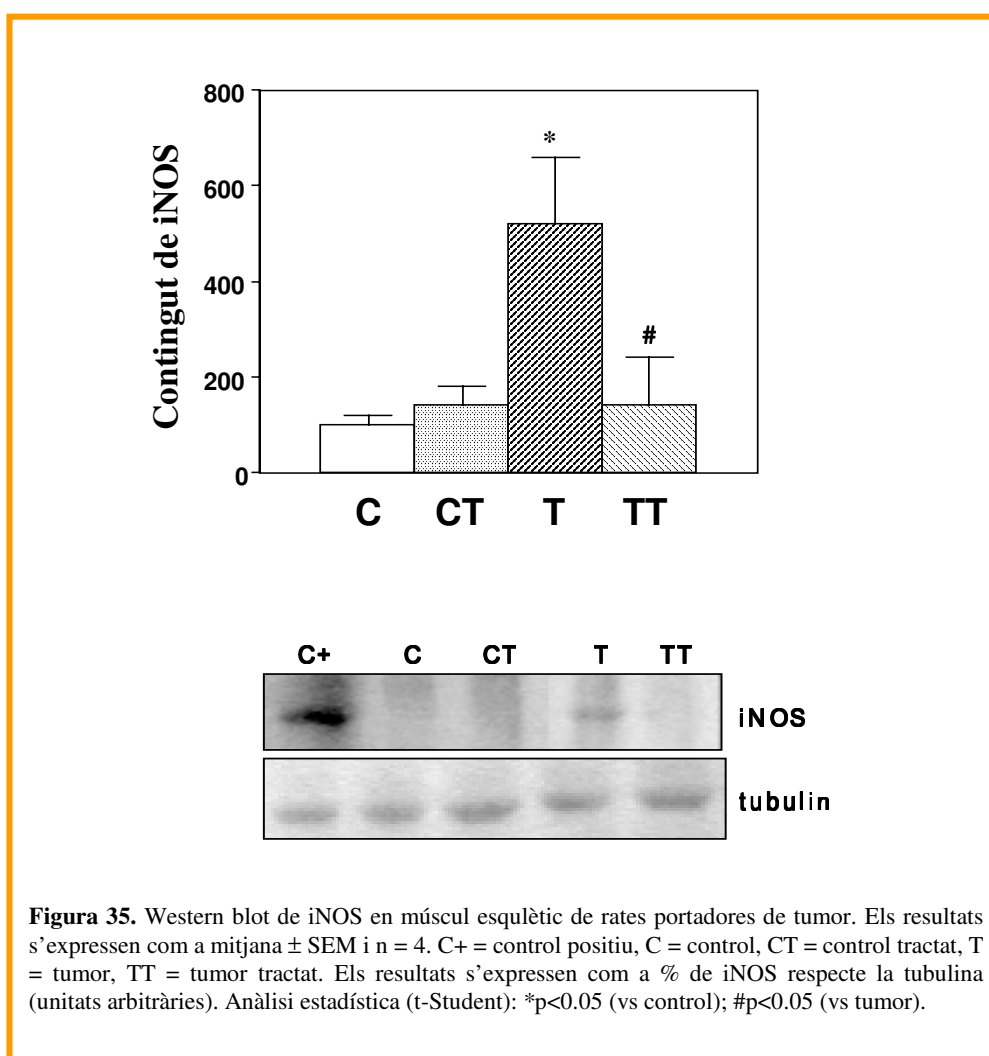 800
600
400
200
0
Contingut de iNOS
*
#
C CT T TT
C+ C CT T TT
iNOS
tubulin
Figura 35. Western blot de iNOS en múscul esquèlètic de rates portadores de tumor. Els resultats
s'expressen com a mitjana ± SEM i n = 4. C+ = control positiu, C = control, CT = control tractat, T
= tumor, TT = tumor tractat. Els resultats s'expressen com a % de iNOS respecte la tubulina
(unitats arbitràries). Anàlisi estadística (t-Student): *p<0.05 (vs control); #p<0.05 (vs tumor).